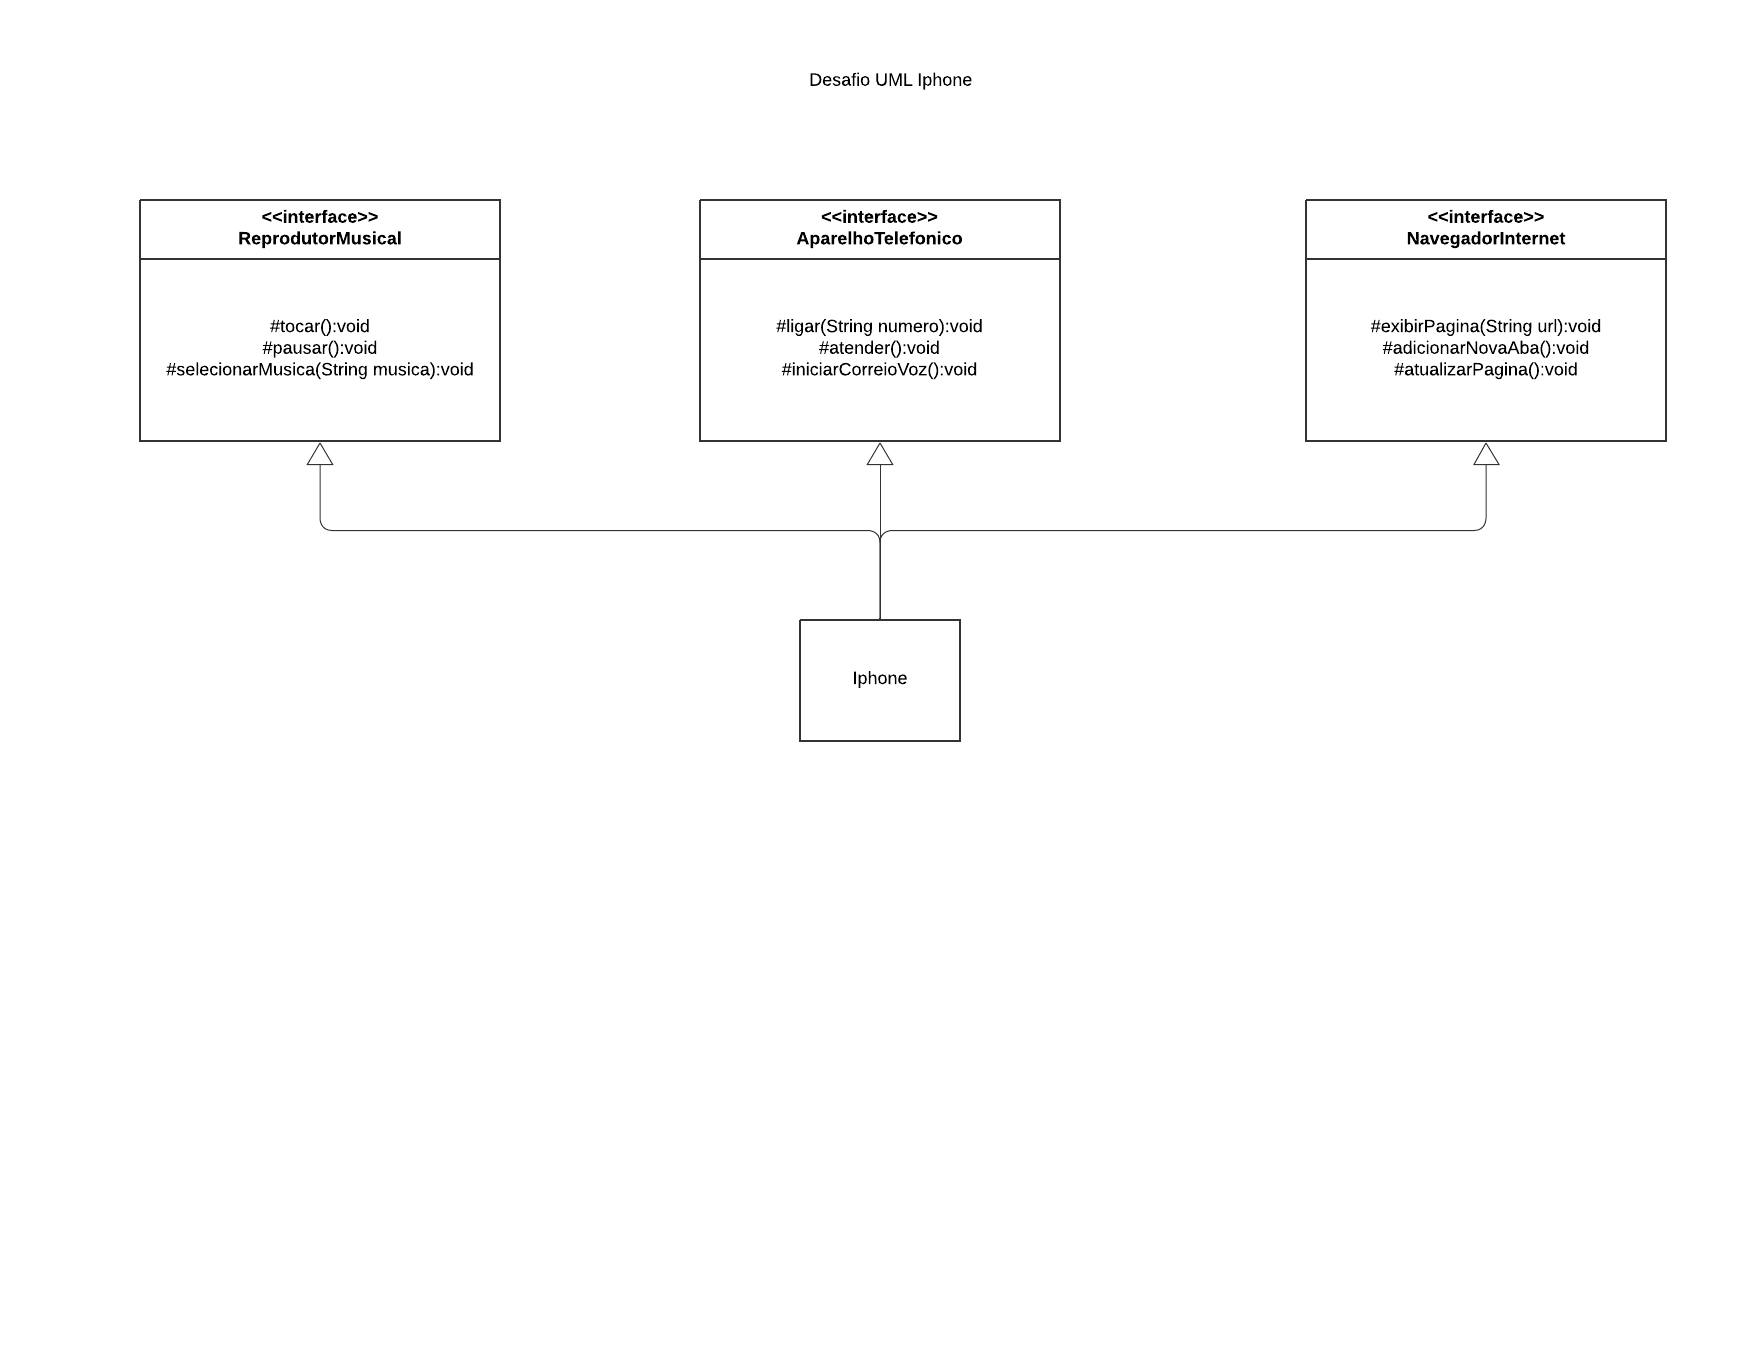 Desafio UML Iphone
<<interface>>
ReprodutorMusical
#tocar():void
#pausar():void
#selecionarMusica(String musica):void
<<interface>>
AparelhoTelefonico
#ligar(String numero):void
#atender():void
#iniciarCorreioVoz():void
<<interface>>
NavegadorInternet
#exibirPagina(String url):void
#adicionarNovaAba():void
#atualizarPagina():void
Iphone